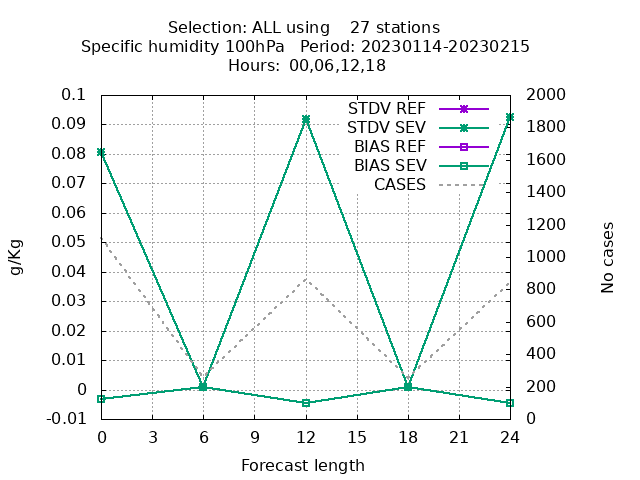 Selection: ALL using    27 stations
Specific humidity 100hPa   Period: 20230114-20230215
Hours: 00,06,12,18
STDV REF
STDV SEV
BIAS REF
BIAS SEV
CASES
0.1
0.09
0.08
0.07
0.06
0.05
0.04
0.03
0.02
0.01
0
-0.01
g/Kg
2000
1800
1600
1400
1200
1000
800
600
400
200
0
No cases
0 3 6 9 12 15 18 21 24
Forecast length